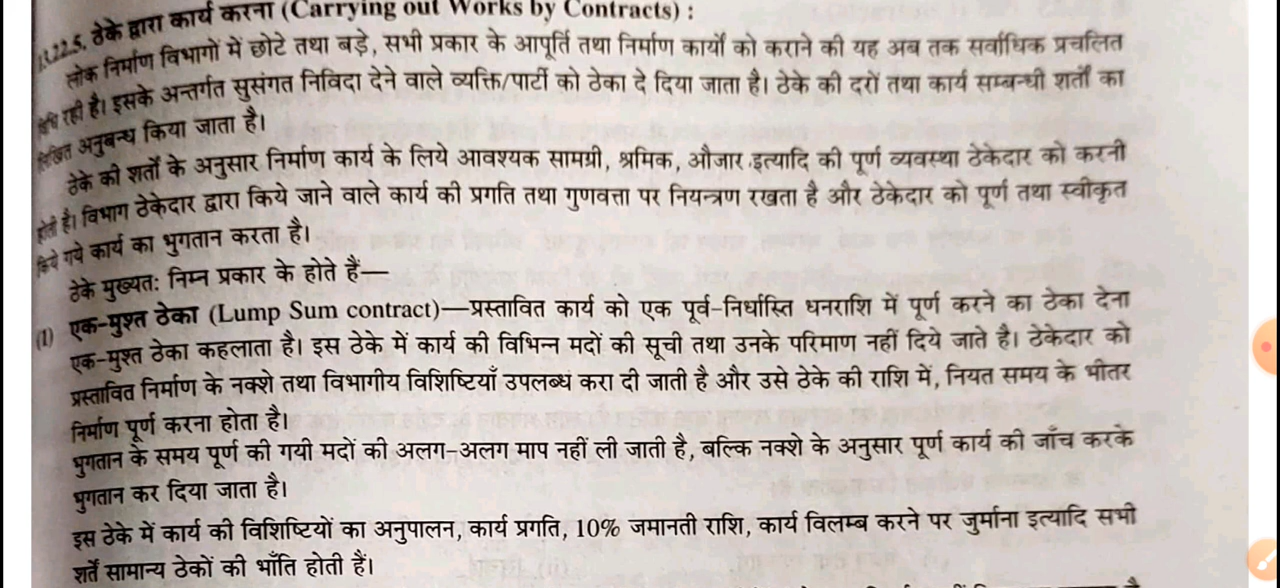 5. ठेके द्वारा कार्य करना (Carrying out Works by Contracts) :
लोक निर्माण विभागों में छोटे तथा बड़े, सभी प्रकार के आपूर्ति तथा निर्माण कार्यों को कराने की यह अब तक सर्वाधिक प्रचलित
विधि रही है। इसके अन्तर्गत सुसंगत निविदा देने वाले व्यक्ति/पार्टी को ठेका दे दिया जाता है। ठेके की दरों तथा कार्य सम्बन्धी शर्तों का
लिखित अनुबन्ध किया जाता है।
ठेके की शर्तों के अनुसार निर्माण कार्य के लिये आवश्यक सामग्री, श्रमिक, औजार इत्यादि की पूर्ण व्यवस्था ठेकेदार को करनी
होती है। विभाग ठेकेदार द्वारा किये जाने वाले कार्य की प्रगति तथा गुणवत्ता पर नियन्त्रण रखता है और ठेकेदार को पूर्ण तथा स्वीकृत
किये गये कार्य का भुगतान करता है।
ठेके मुख्यतः निम्न प्रकार के होते हैं—
(1) एक-मुश्त ठेका (Lump Sum contract)—प्रस्तावित कार्य को एक पूर्व-निर्धास्ति धनराशि में पूर्ण करने का ठेका देना
एक-मुश्त ठेका कहलाता है। इस ठेके में कार्य की विभिन्न मदों की सूची तथा उनके परिमाण नहीं दिये जाते है। ठेकेदार को
प्रस्तावित निर्माण के नक्शे तथा विभागीय विशिष्टियाँ उपलब्ध करा दी जाती है और उसे ठेके की राशि में, नियत समय के भीतर
निर्माण पूर्ण करना होता है।
भुगतान के समय पूर्ण की गयी मदों की अलग-अलग माप नहीं ली जाती है, बल्कि नक्शे के अनुसार पूर्ण कार्य की जाँच करके
भुगतान कर दिया जाता है।
इस ठेके में कार्य की विशिष्टियों का अनुपालन, कार्य प्रगति, 10% जमानती राशि, कार्य विलम्ब करने पर जुर्माना इत्यादि सभी
शर्तें सामान्य ठेकों की भाँति होती हैं।